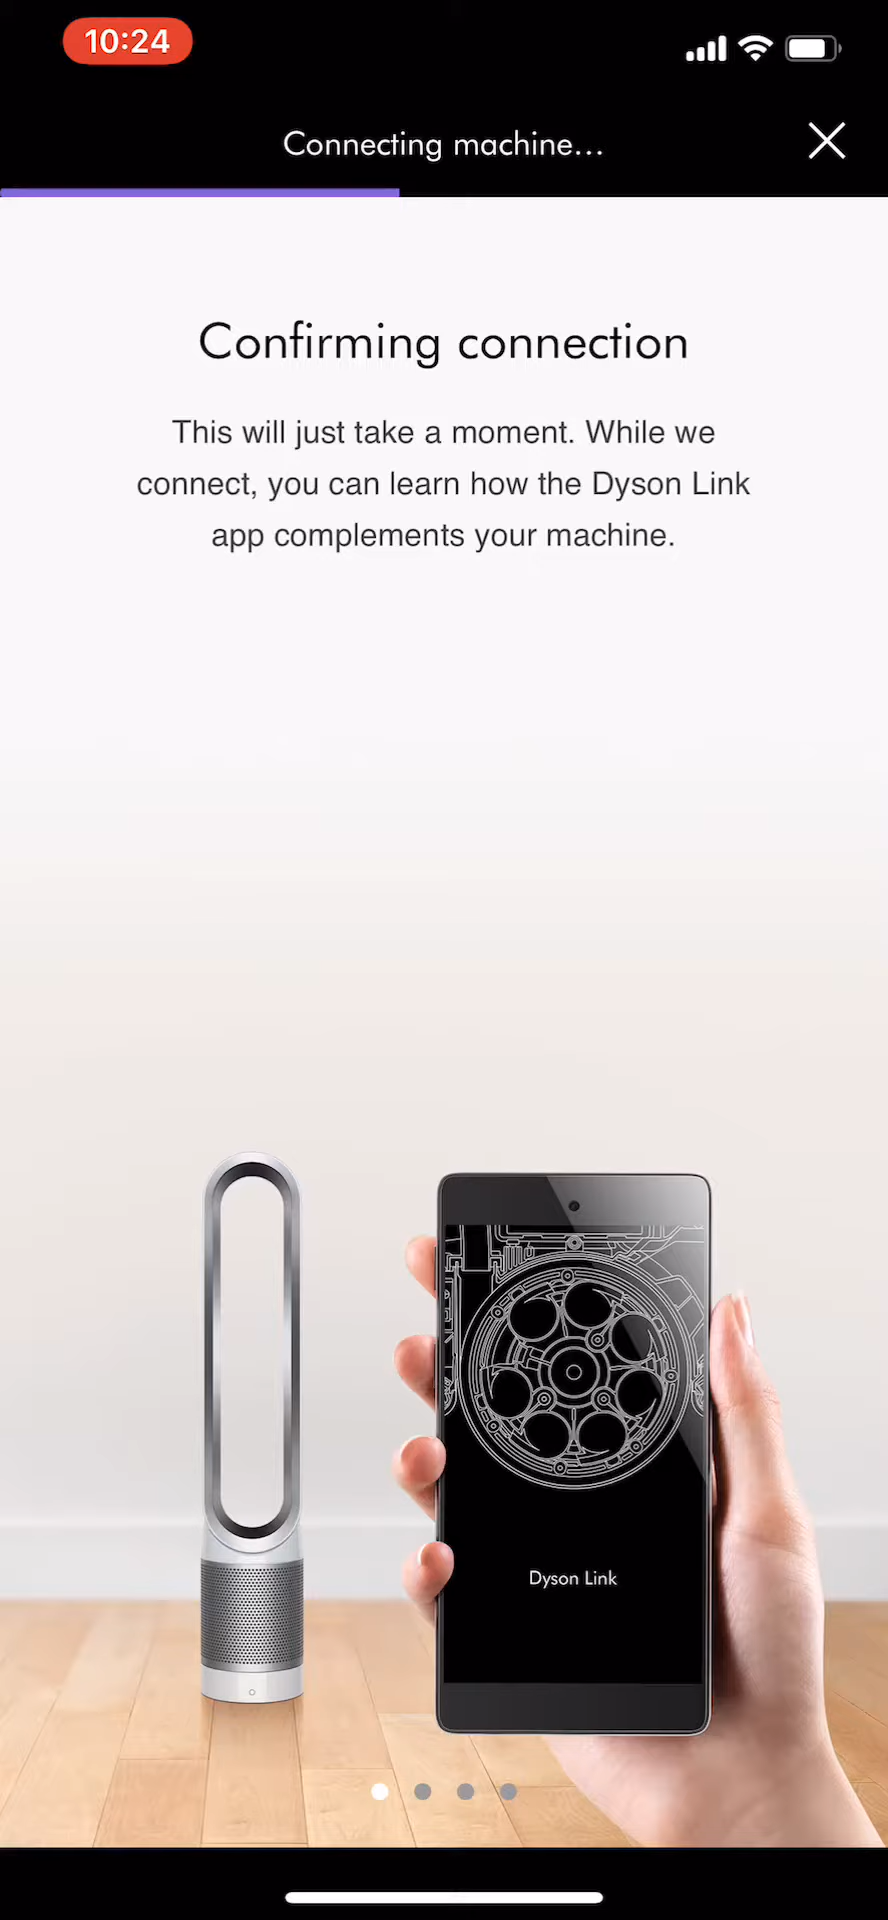 10:24
Connecting machine...
Confirming connection
This will just take a moment. While we
connect, you can learn how the Dyson Link
app complements your machine.
Dyson Link